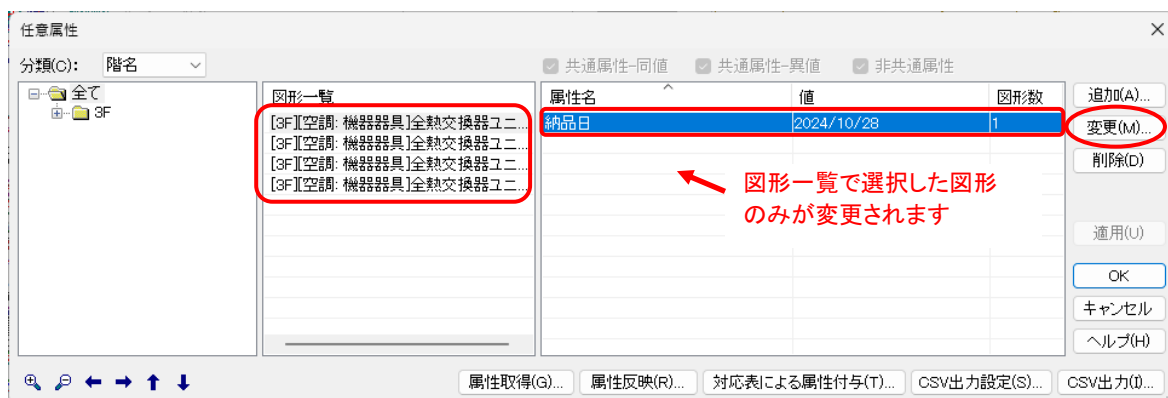 任意属性
分類(C): 階名
共通属性-同値 共通属性-異値 非共通属性
全て
3F
図形一覧
[3F][空調: 機器器具]全熱交換器ユニ...
[3F][空調: 機器器具]全熱交換器ユニ...
[3F][空調: 機器器具]全熱交換器ユニ...
[3F][空調: 機器器具]全熱交換器ユニ...
属性名 値 図形数
納品日 2024/10/28 1
図形一覧で選択した図形
のみが変更されます
追加(A)...
変更(M)...
削除(D)
適用(U)
OK
キャンセル
ヘルプ(H)
属性取得(G)... 属性反映(R)... 対応表による属性付与(T)... CSV出力設定(S)... CSV出力(I)...